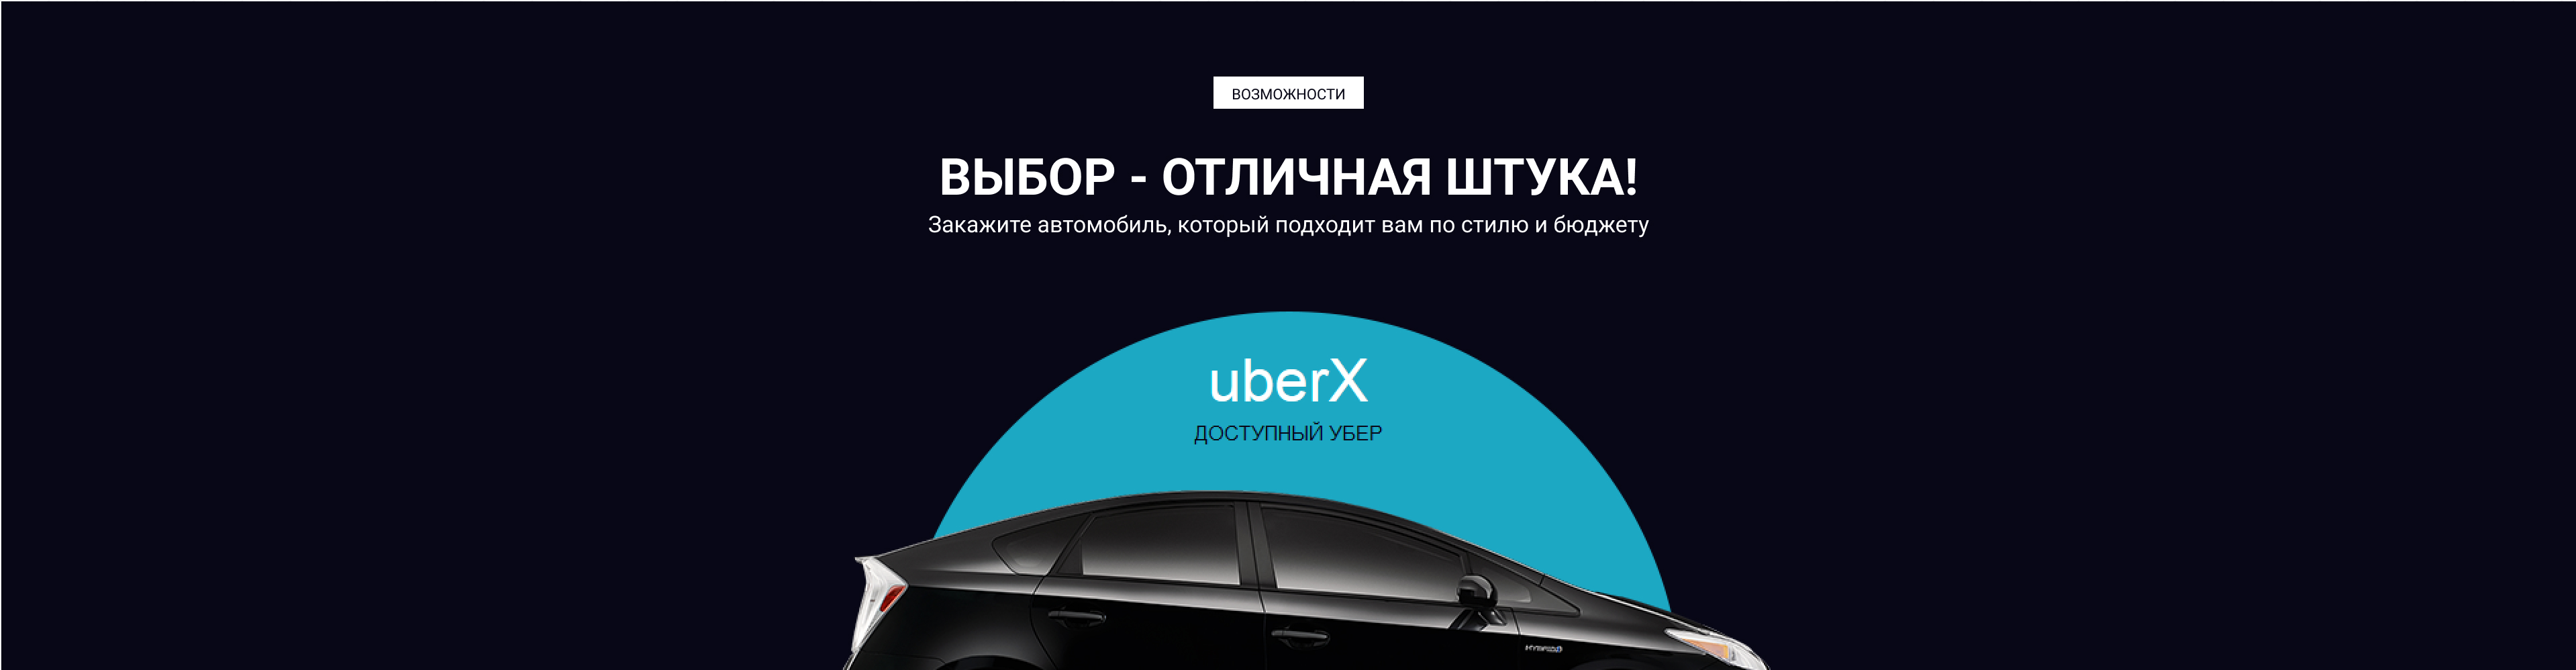 ВОЗМОЖНОСТИ
ВЫБОР - ОТЛИЧНАЯ ШТУКА!
Закажите автомобиль, который подходит вам по стилю и бюджету
uberX
ДОСТУПНЫЙ УБЕР
HYBRID